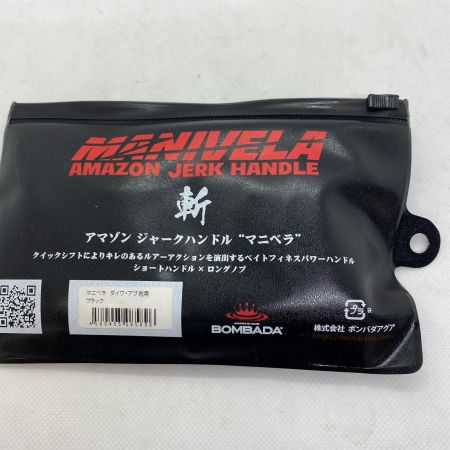 MANIVELA
AMAZON JERK HANDLE
斬
アマゾン ジャークハンドル “マニベラ”
クイックシフトによりキレのあるルアーアクションを演出するベイトフィネスパワーハンドル
ショートハンドル × ロングノブ
マニベラ ダイワ・アブ右用
ブラック
BOMBADA
プラ
株式会社 ボンバダアグア